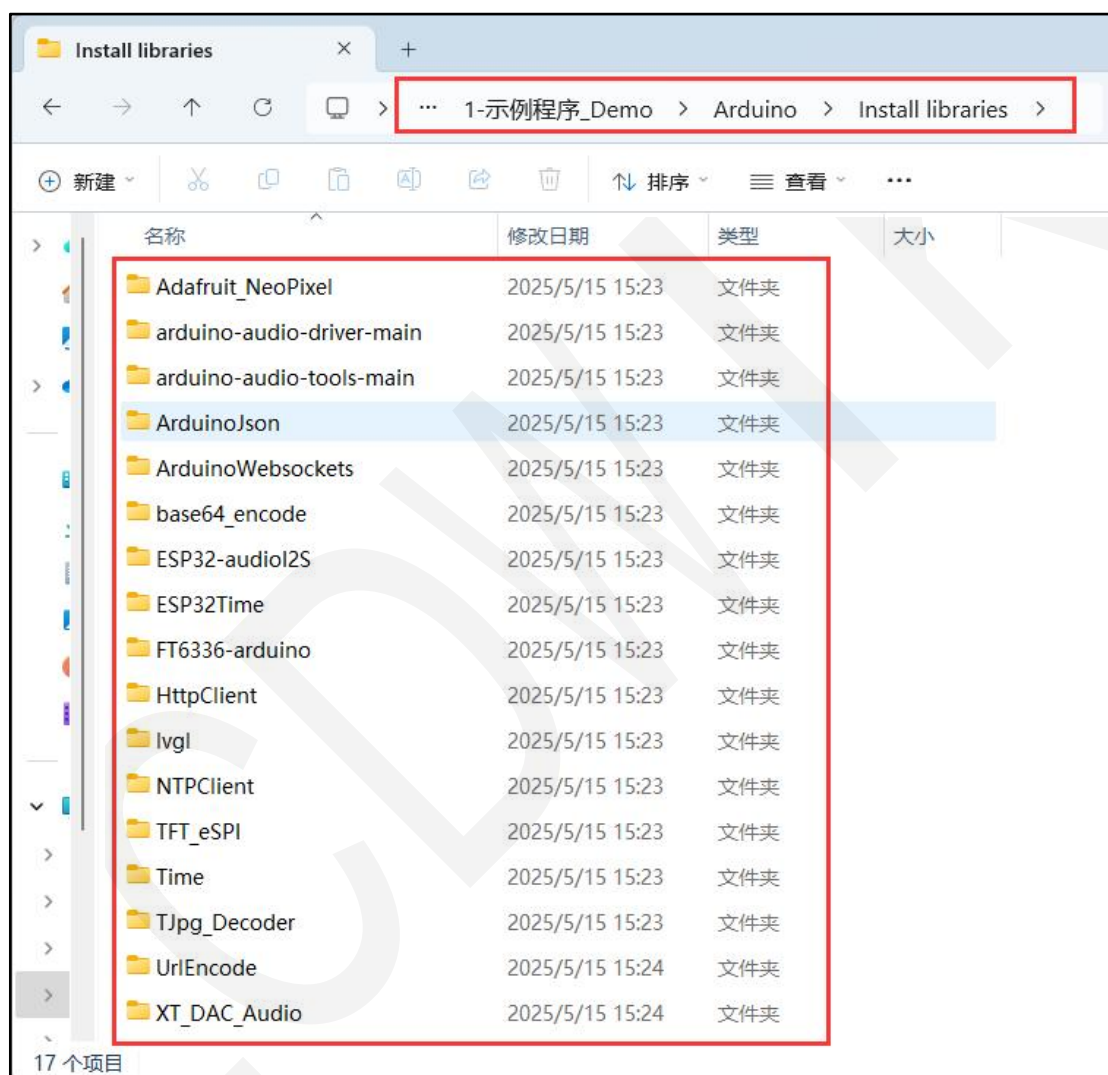 Install libraries
1-示例程序_Demo > Arduino > Install libraries >
新建 排序 查看
名称 修改日期 类型 大小
Adafruit_NeoPixel 2025/5/15 15:23 文件夹
arduino-audio-driver-main 2025/5/15 15:23 文件夹
arduino-audio-tools-main 2025/5/15 15:23 文件夹
ArduinoJson 2025/5/15 15:23 文件夹
ArduinoWebsockets 2025/5/15 15:23 文件夹
base64_encode 2025/5/15 15:23 文件夹
ESP32-audioI2S 2025/5/15 15:23 文件夹
ESP32Time 2025/5/15 15:23 文件夹
FT6336-arduino 2025/5/15 15:23 文件夹
HttpClient 2025/5/15 15:23 文件夹
lvgl 2025/5/15 15:23 文件夹
NTPClient 2025/5/15 15:23 文件夹
TFT_eSPI 2025/5/15 15:23 文件夹
Time 2025/5/15 15:23 文件夹
TJpg_Decoder 2025/5/15 15:23 文件夹
UrlEncode 2025/5/15 15:24 文件夹
XT_DAC_Audio 2025/5/15 15:24 文件夹
17 个项目